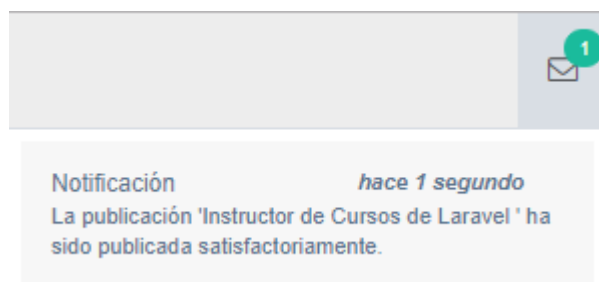 1
Notificación hace 1 segundo
La publicación 'Instructor de Cursos de Laravel ' ha
sido publicada satisfactoriamente.